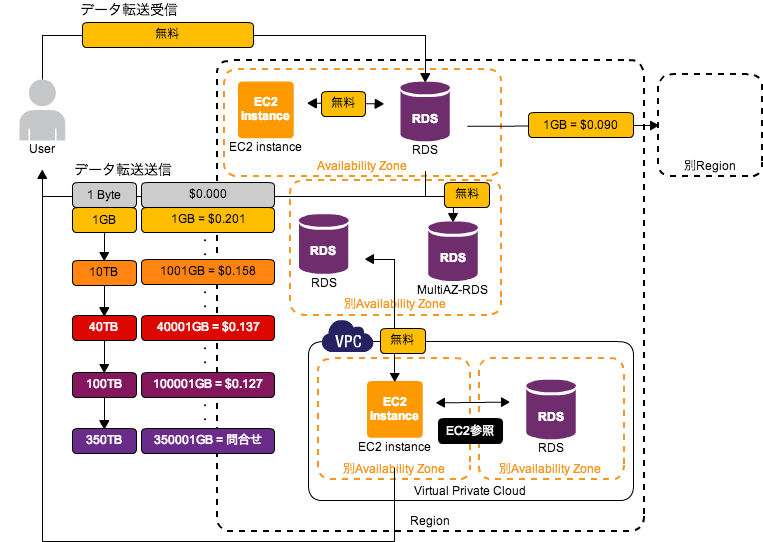 データ転送受信
無料
User
EC2
Instance
EC2 instance
無料
RDS
RDS
Availability Zone
1GB = $0.090
別Region
データ転送送信
1 Byte
$0.000
1GB
1GB = $0.201
10TB
1001GB = $0.158
40TB
40001GB = $0.137
100TB
100001GB = $0.127
350TB
350001GB = 問合せ
無料
RDS
RDS
RDS
MultiAZ-RDS
別Availability Zone
VPC
無料
EC2
Instance
EC2 instance
EC2参照
RDS
RDS
別Availability Zone
別Availability Zone
Virtual Private Cloud
Region